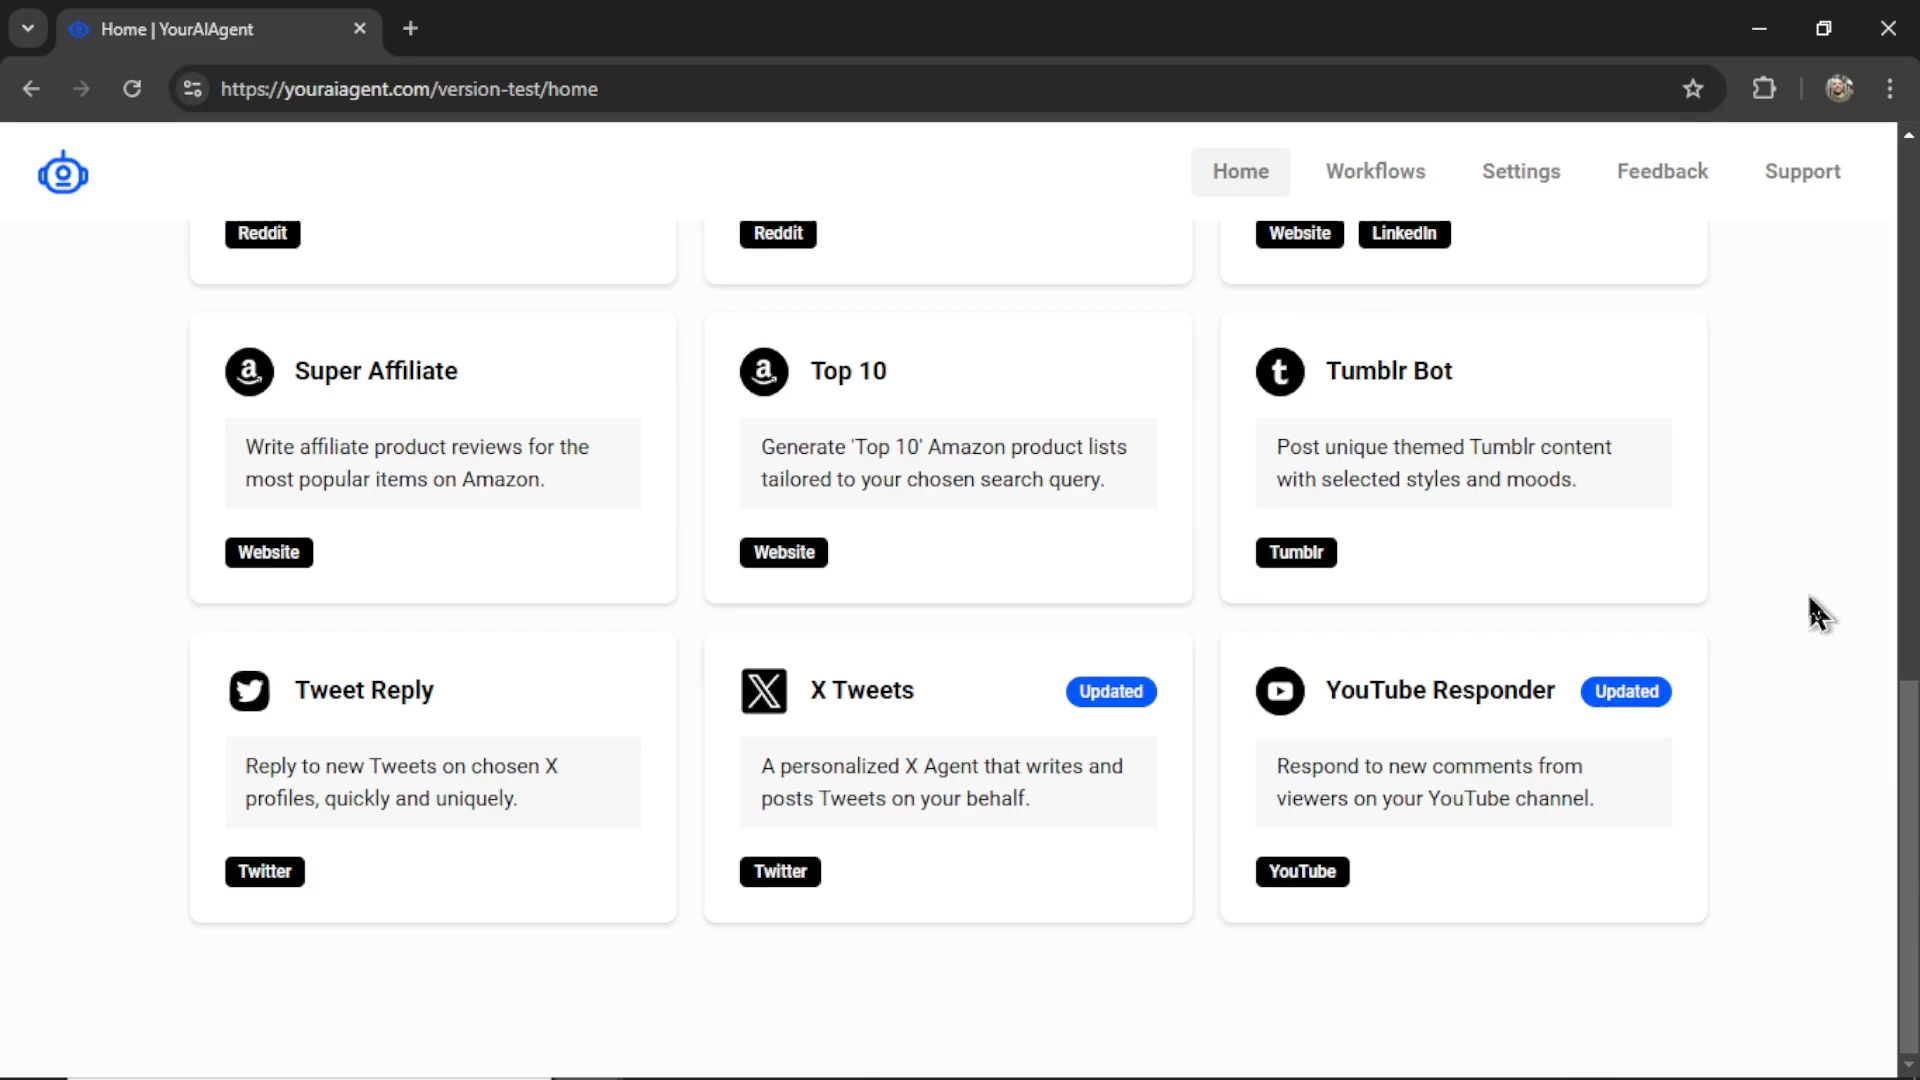 Home | YourAIAgent
https://youraiagent.com/version-test/home
Home Workflows Settings Feedback Support
Reddit
Reddit
Website LinkedIn
Super Affiliate
Write affiliate product reviews for the
most popular items on Amazon.
Website
Top 10
Generate 'Top 10' Amazon product lists
tailored to your chosen search query.
Website
Tumblr Bot
Post unique themed Tumblr content
with selected styles and moods.
Tumblr
Tweet Reply
Reply to new Tweets on chosen X
profiles, quickly and uniquely.
Twitter
X Tweets Updated
A personalized X Agent that writes and
posts Tweets on your behalf.
Twitter
YouTube Responder Updated
Respond to new comments from
viewers on your YouTube channel.
YouTube